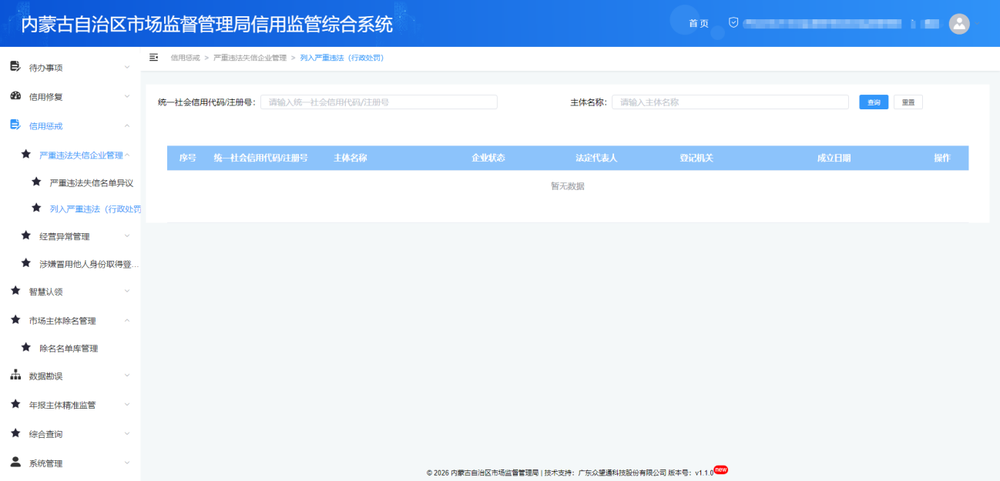 内蒙古自治区市场监督管理局信用监管综合系统
首页
待办事项
信用修复
信用惩戒
严重违法失信企业管理
严重违法失信名单异议
列入严重违法（行政处罚
经营异常管理
涉嫌冒用他人身份取得登...
智慧认领
市场主体除名管理
除名名单库管理
数据勘误
年报主体精准监管
综合查询
系统管理
信用惩戒 > 严重违法失信企业管理 > 列入严重违法（行政处罚）
统一社会信用代码/注册号： 请输入统一社会信用代码/注册号 主体名称： 请输入主体名称 查询 重置
序号 统一社会信用代码/注册号 主体名称 企业状态 法定代表人 登记机关 成立日期 操作
暂无数据
© 2026 内蒙古自治区市场监督管理局 | 技术支持：广东众望通科技股份有限公司 版本号：v1.1.0 new